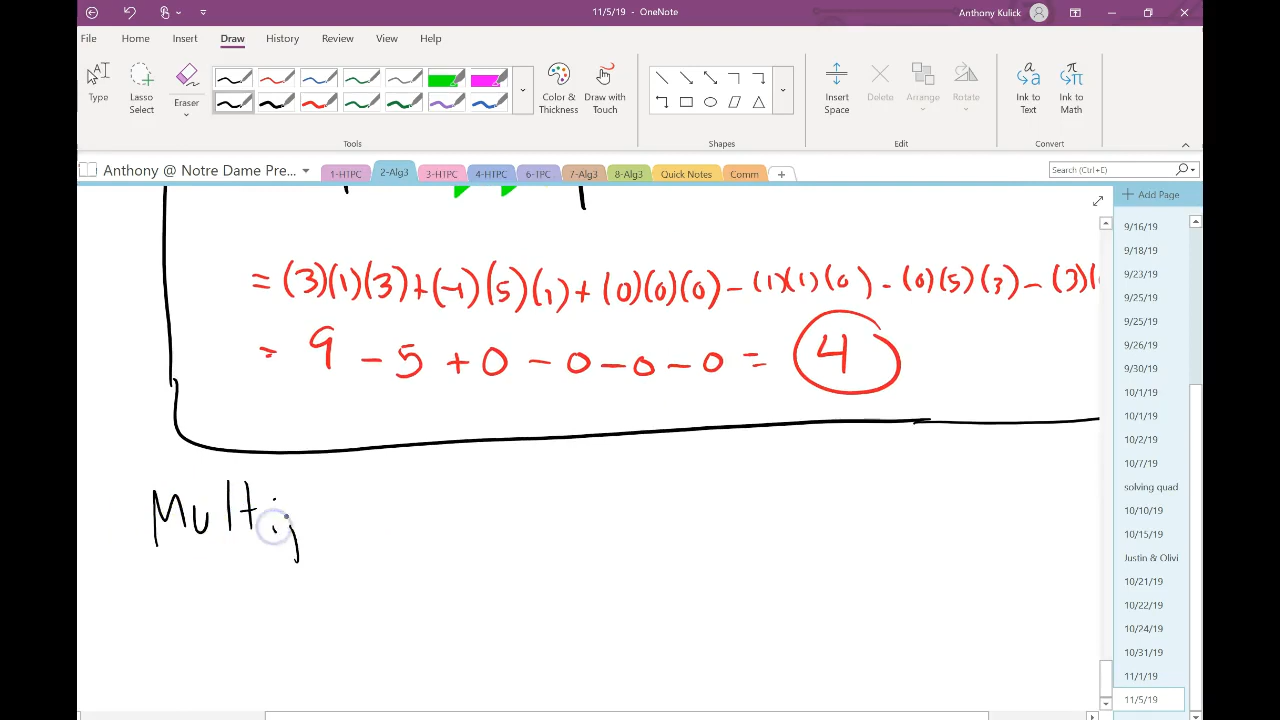 11/5/19 - OneNote
Anthony Kulick
File Home Insert Draw History Review View Help
Type
Lasso Select
Eraser
Color & Thickness
Draw with Touch
Insert Space
Delete
Arrange
Rotate
Ink to Text
Ink to Math
Tools
Shapes
Edit
Convert
Anthony @ Notre Dame Pre...
1-HTPC 2-Alg3 3-HTPC 4-HTPC 6-TPC 7-Alg3 8-Alg3 Quick Notes Comm
Search (Ctrl+E)
Add Page
9/16/19
9/18/19
9/23/19
9/25/19
9/25/19
9/26/19
9/30/19
10/1/19
10/1/19
10/2/19
10/7/19
solving quad
10/10/19
10/15/19
Justin & Olivi
10/21/19
10/22/19
10/24/19
10/31/19
11/1/19
11/5/19
= (3)(1)(3)+(-1)(5)(1)+(0)(0)(0)-(1)(1)(0)-(0)(5)(3)-(3)(
= 9 - 5 + 0 - 0 - 0 - 0 = 4
Multip